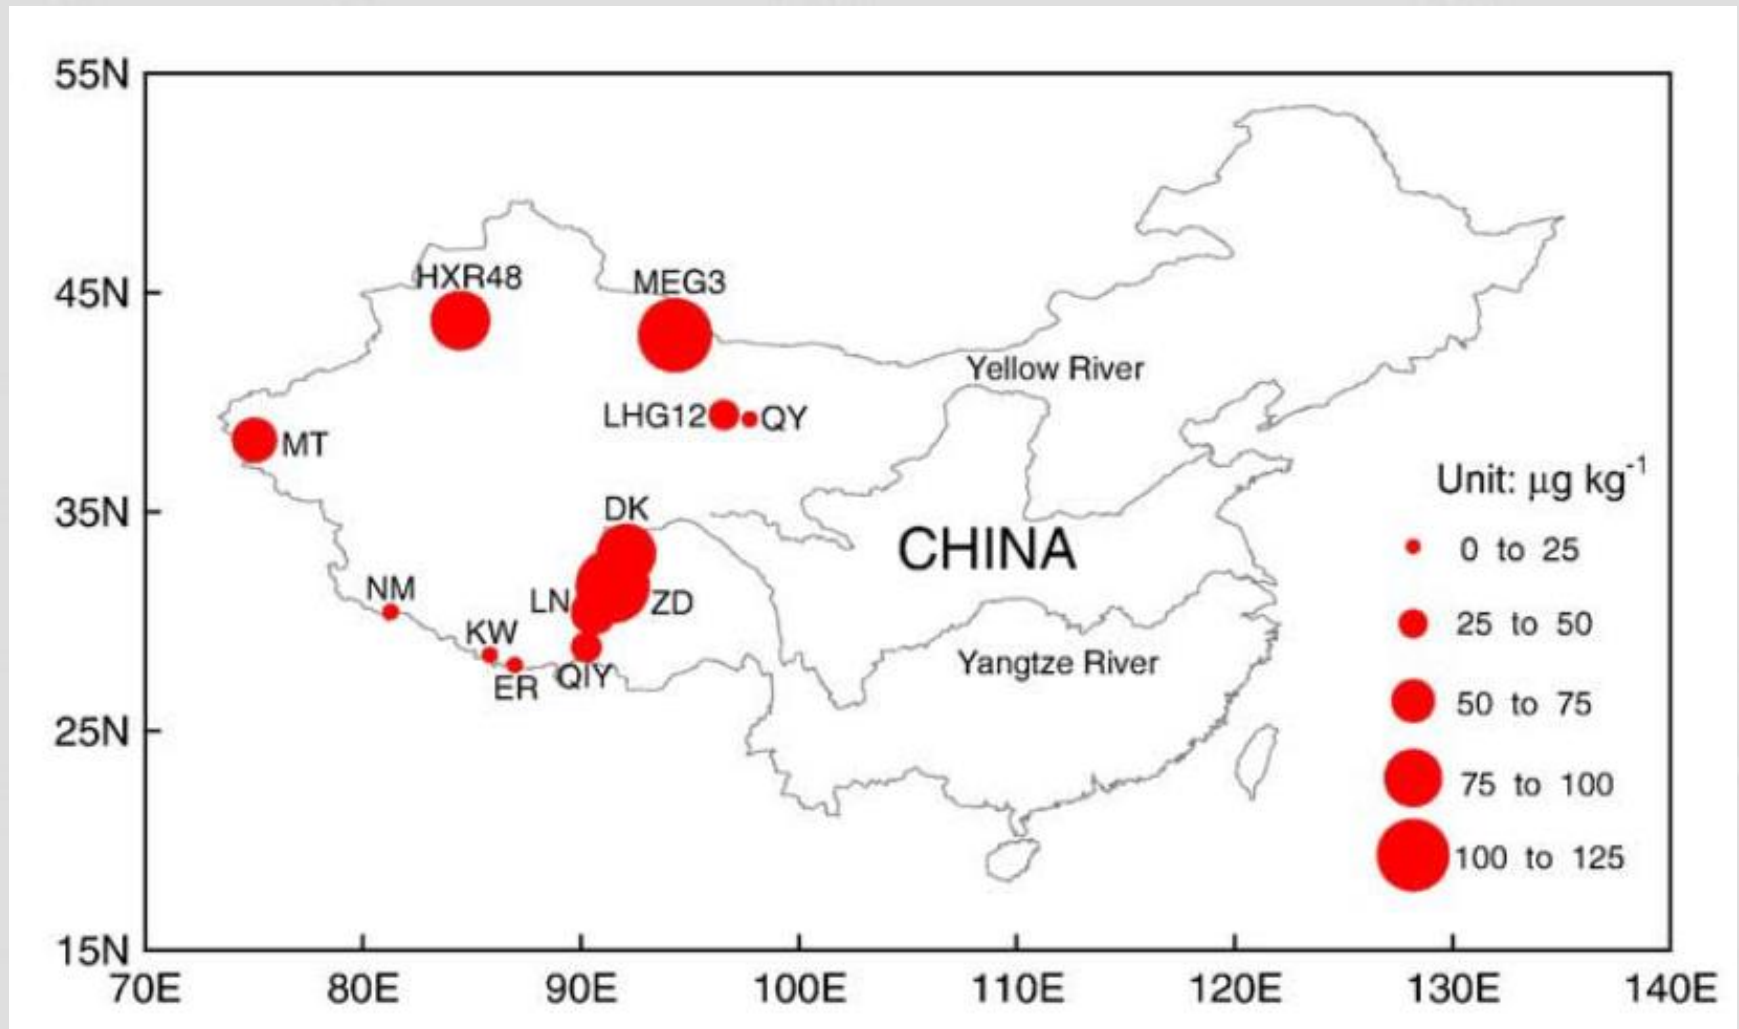 55N
45N
35N
25N
15N
70E 80E 90E 100E 110E 120E 130E 140E
HXR48
MEG3
Yellow River
LHG12 QY
MT
Unit: μg kg⁻¹
DK
CHINA
0 to 25
NM
LN ZD
25 to 50
KW
Yangtze River
ER QIY
50 to 75
75 to 100
100 to 125